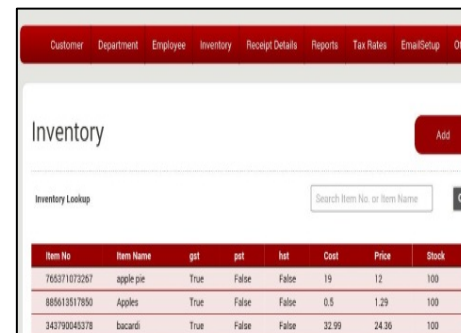 Customer Department Employee Inventory Receipt Details Reports Tax Rates EmailSetup
Inventory
Add
Inventory Lookup
Search Item No. or Item Name
Item No Item Name gst pst hst Cost Price Stock
765371073267 apple pie True False False 19 12 100
885613517850 Apples True False False 0.5 1.29 100
343790045378 bacardi True False False 32.99 24.36 100